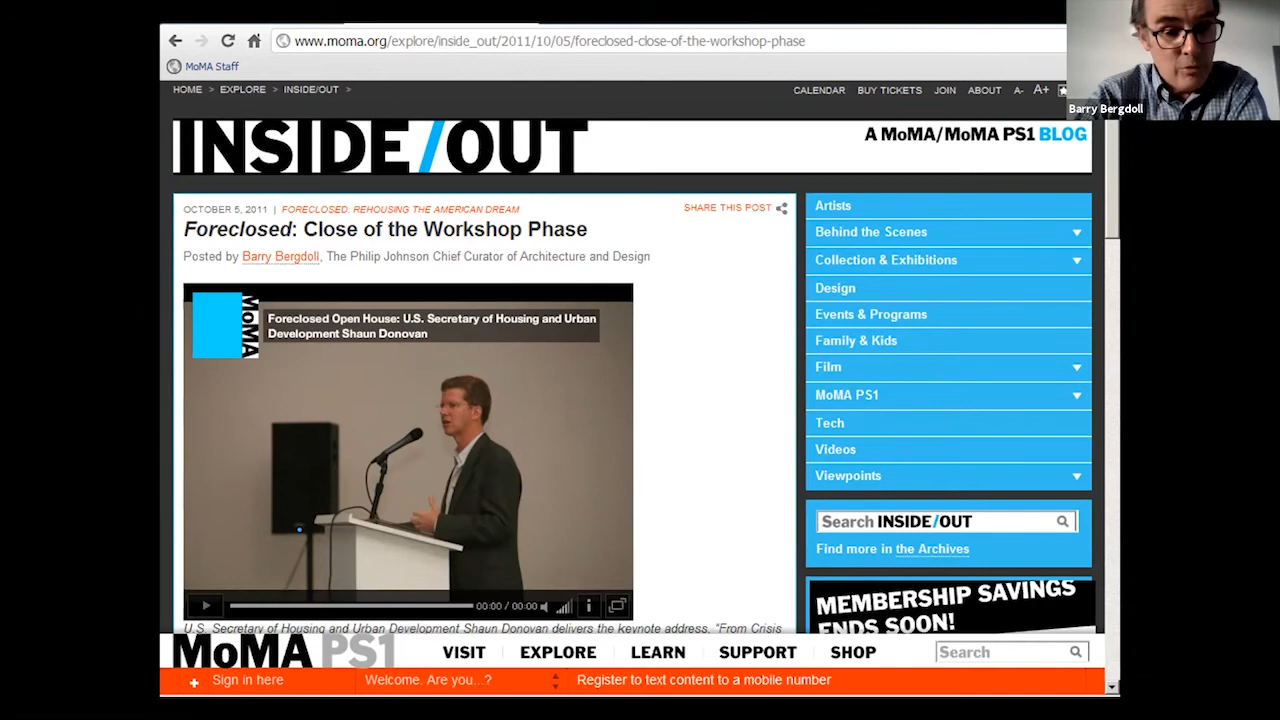 www.moma.org/explore/inside_out/2011/10/05/foreclosed-close-of-the-workshop-phase
MoMA Staff
Barry Bergdoll
HOME > EXPLORE > INSIDE/OUT >
CALENDAR BUY TICKETS JOIN ABOUT A- A+
INSIDE/OUT
A MoMA/MoMA PS1 BLOG
OCTOBER 5, 2011 | FORECLOSED: REHOUSING THE AMERICAN DREAM
SHARE THIS POST
Foreclosed: Close of the Workshop Phase
Posted by Barry Bergdoll, The Philip Johnson Chief Curator of Architecture and Design
MoMA
Foreclosed Open House: U.S. Secretary of Housing and Urban
Development Shaun Donovan
00:00 / 00:00
i
U.S. Secretary of Housing and Urban Development Shaun Donovan delivers the keynote address, "From Crisis
Artists
Behind the Scenes
Collection & Exhibitions
Design
Events & Programs
Family & Kids
Film
MoMA PS1
Tech
Videos
Viewpoints
Search INSIDE/OUT
Find more in the Archives
MEMBERSHIP SAVINGS
ENDS SOON!
MoMA PS1
VISIT EXPLORE LEARN SUPPORT SHOP
Search
+ Sign in here
Welcome. Are you...?
Register to text content to a mobile number